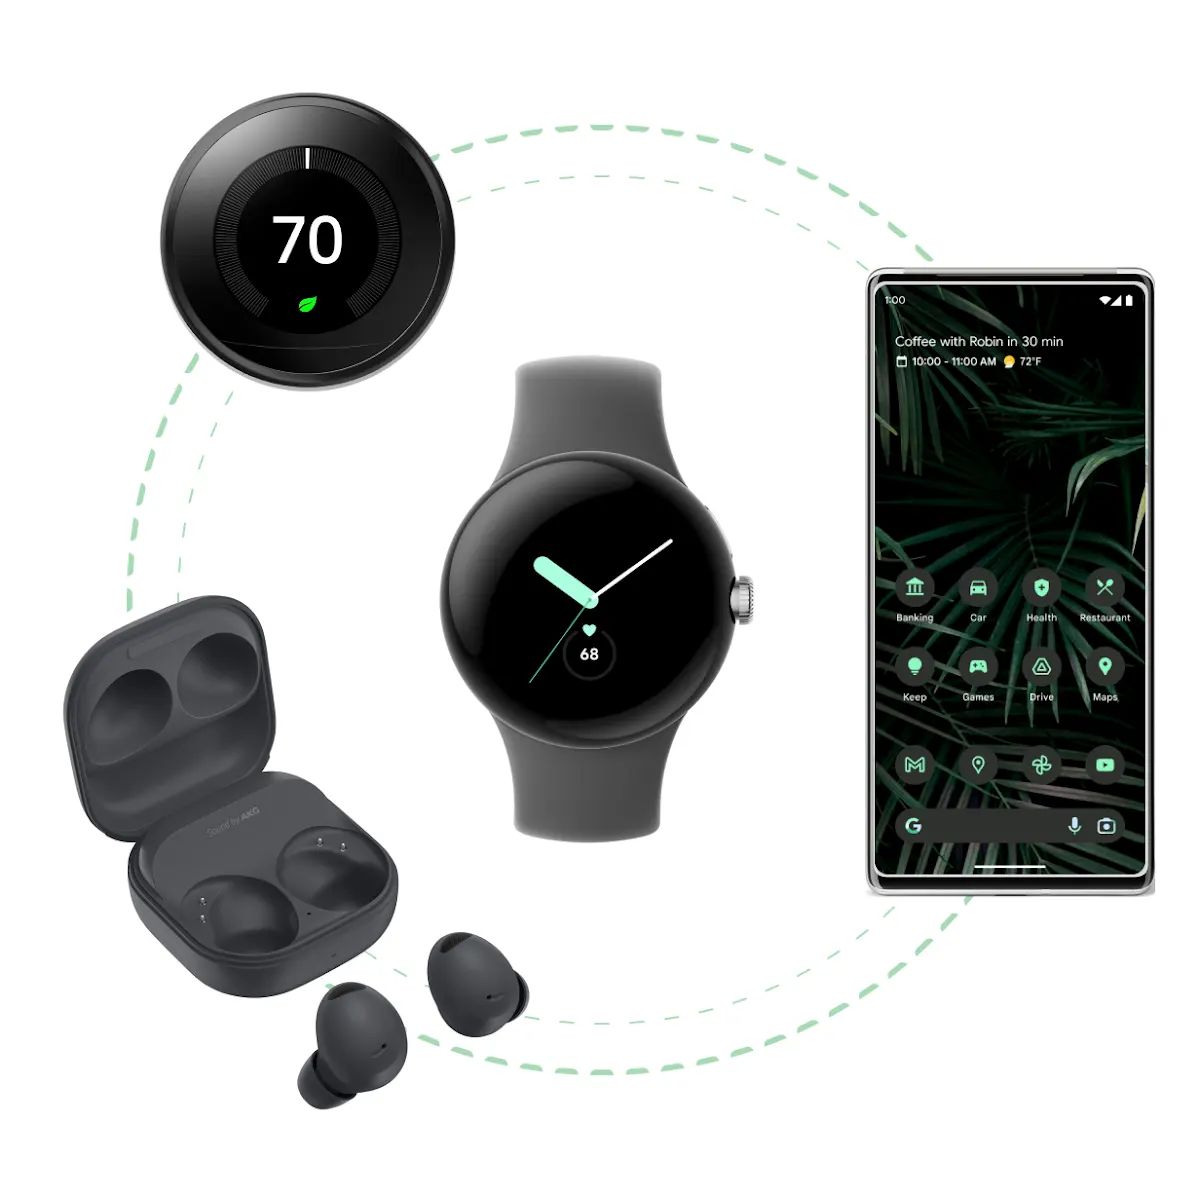 70
1:00
Coffee with Robin in 30 min
10:00 - 11:00 AM 72°F
68
Banking Car Health Restaurant
Keep Games Drive Maps
G
Sound by AKG